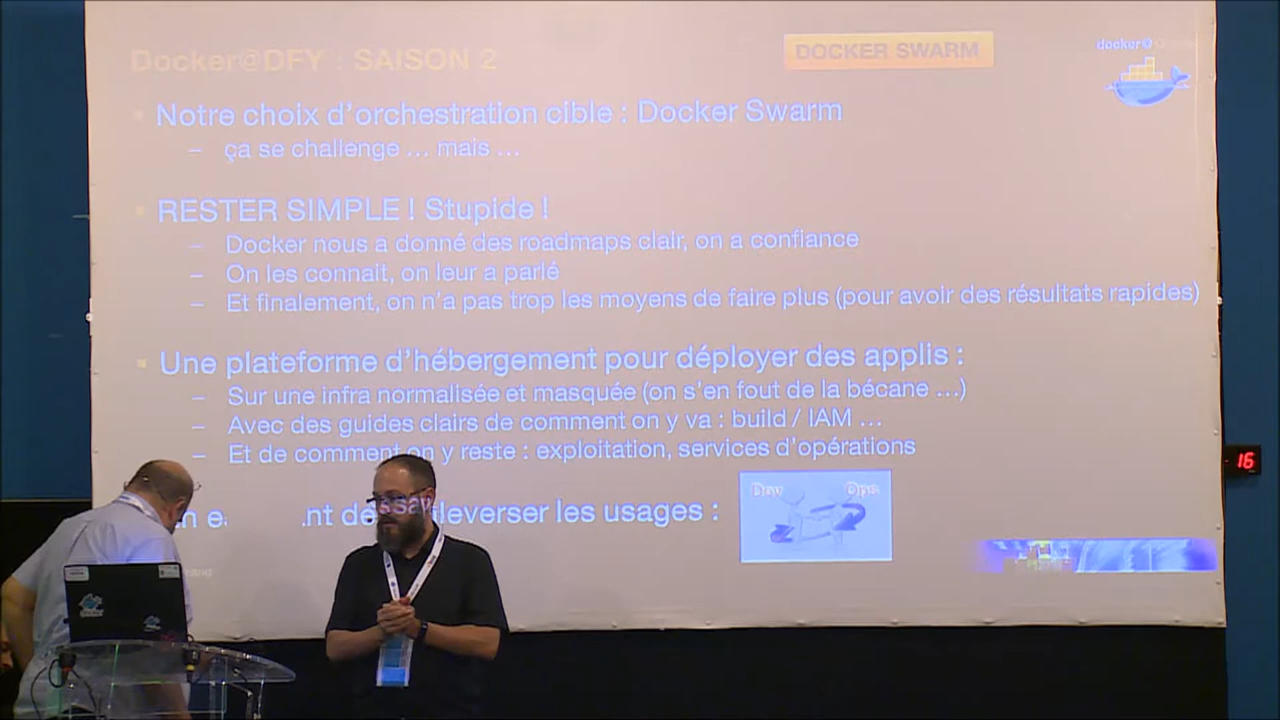 Docker@DFY : SAISON 2
DOCKER SWARM
docker@
Notre choix d'orchestration cible : Docker Swarm
– ça se challenge … mais …
RESTER SIMPLE ! Stupide !
– Docker nous a donné des roadmaps clair, on a confiance
– On les connait, on leur a parlé
– Et finalement, on n'a pas trop les moyens de faire plus (pour avoir des résultats rapides)
Une plateforme d'hébergement pour déployer des applis :
– Sur une infra normalisée et masquée (on s'en fout de la bécane …)
– Avec des guides clairs de comment on y va : build / IAM …
– Et de comment on y reste : exploitation, services d'opérations
les usages :
Dev Ops
16